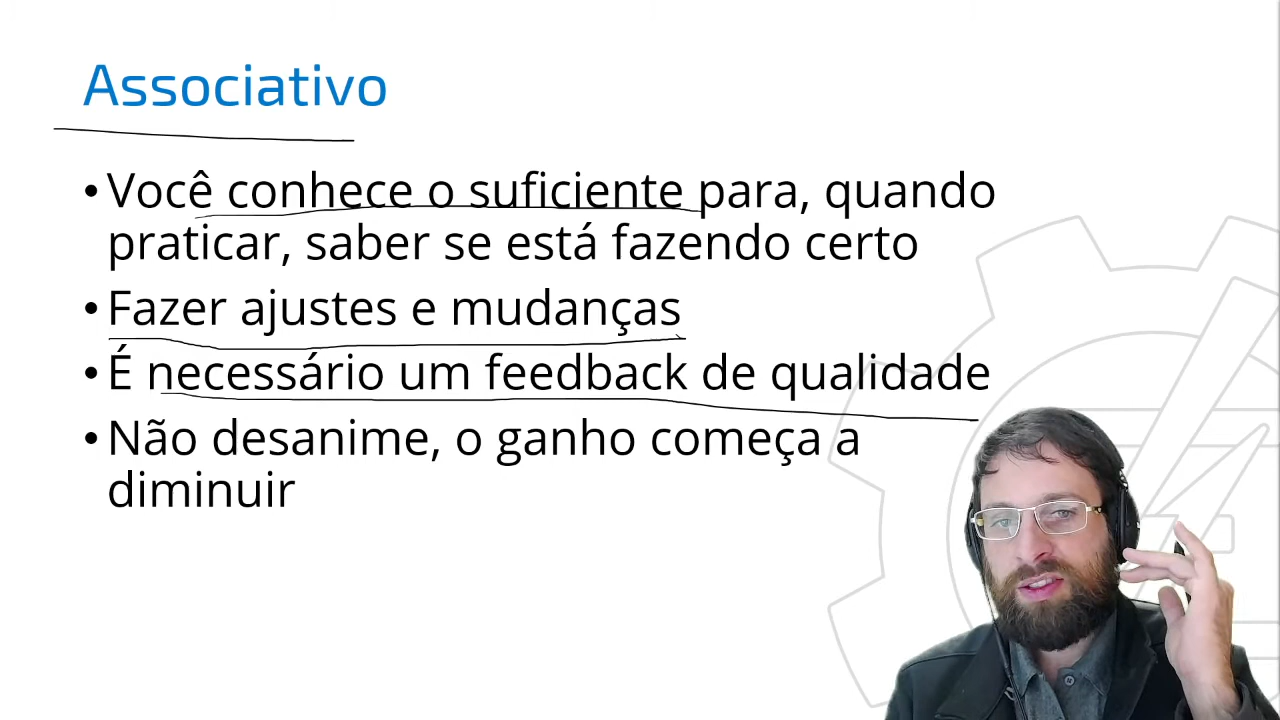 Associativo
• Você conhece o suficiente para, quando
praticar, saber se está fazendo certo
• Fazer ajustes e mudanças
• É necessário um feedback de qualidade
• Não desanime, o ganho começa a
diminuir